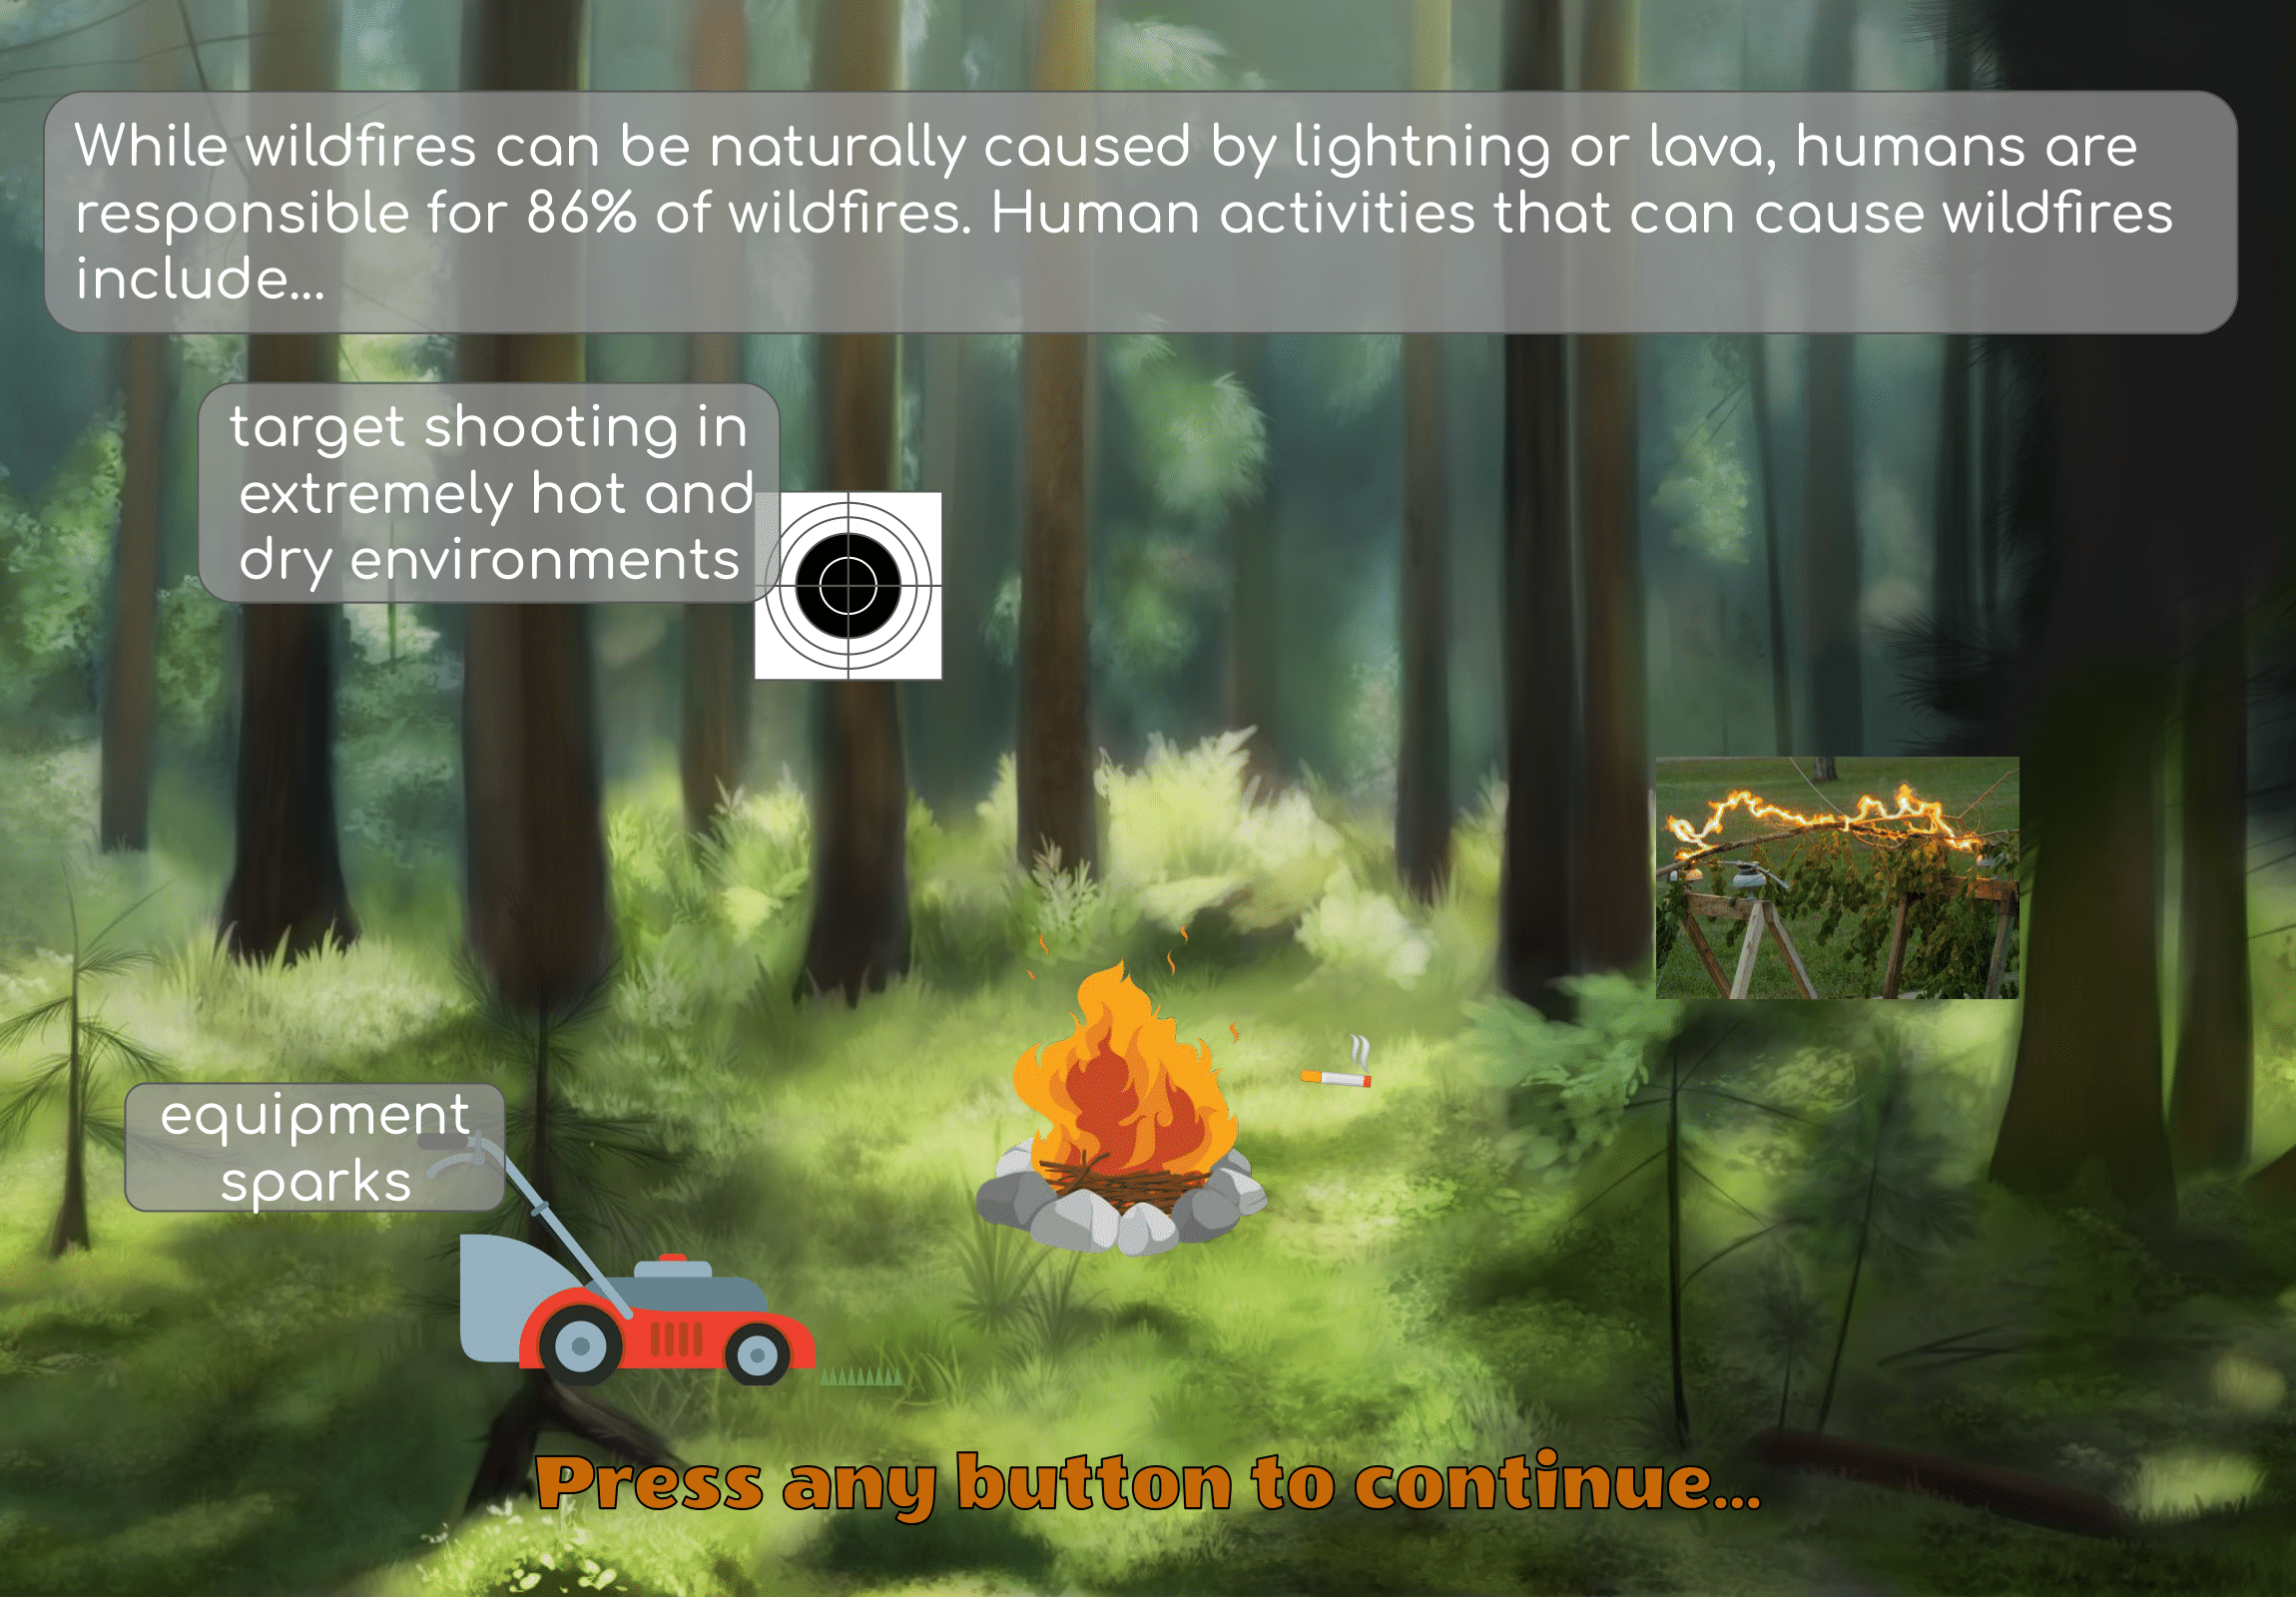 While wildfires can be naturally caused by lightning or lava, humans are
responsible for 86% of wildfires. Human activities that can cause wildfires
include...
target shooting in
extremely hot and
dry environments
equipment
sparks
Press any button to continue...